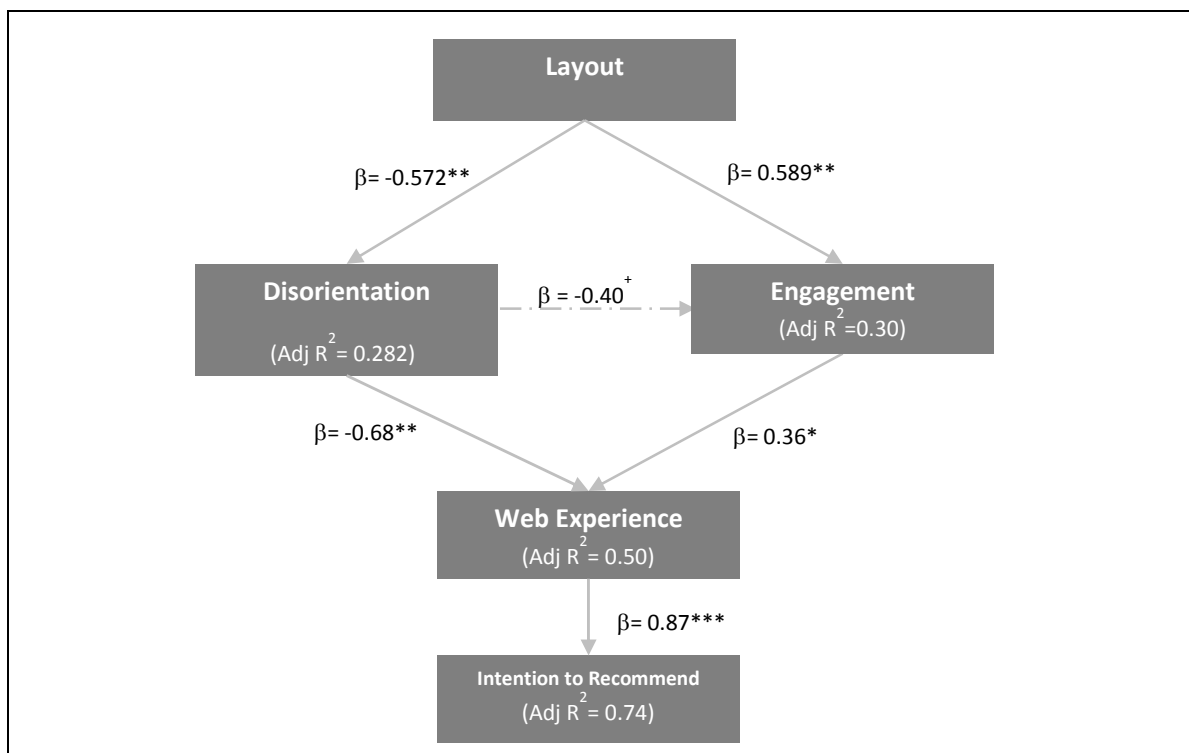 Layout
β= -0.572**
β= 0.589**
Disorientation
(Adj R²= 0.282)
β = -0.40⁺
Engagement
(Adj R²=0.30)
β= -0.68**
β= 0.36*
Web Experience
(Adj R²= 0.50)
β= 0.87***
Intention to Recommend
(Adj R²= 0.74)